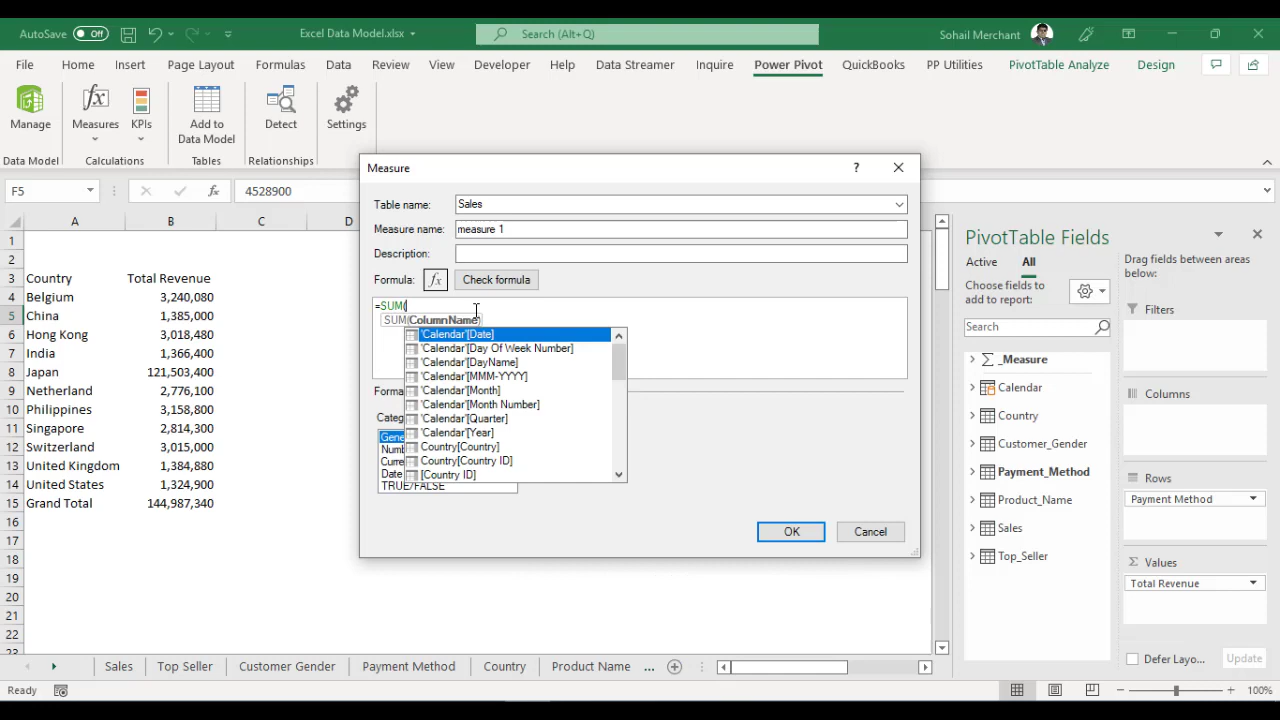 AutoSave Off Excel Data Model.xlsx Search (Alt+Q) Sohail Merchant
File Home Insert Page Layout Formulas Data Review View Developer Help Data Streamer Inquire Power Pivot QuickBooks PP Utilities PivotTable Analyze Design
Manage
fx Measures
KPIs
Add to
Data Model
Detect
Settings
Data Model Calculations Tables Relationships
F5 fx 4528900
A B C D
1
2
3 Country Total Revenue
4 Belgium 3,240,080
5 China 1,385,000
6 Hong Kong 3,018,480
7 India 1,366,400
8 Japan 121,503,400
9 Netherland 2,776,100
10 Philippines 3,158,800
11 Singapore 2,814,300
12 Switzerland 3,015,000
13 United Kingdom 1,384,880
14 United States 1,324,900
15 Grand Total 144,987,340
16
17
18
19
20
21
22
Measure ?
Table name: Sales
Measure name: measure 1
Description:
Formula: fx Check formula
=SUM(
SUM(ColumnName)
'Calendar'[Date]
'Calendar'[Day Of Week Number]
'Calendar'[DayName]
'Calendar'[MMM-YYYY]
'Calendar'[Month]
'Calendar'[Month Number]
'Calendar'[Quarter]
'Calendar'[Year]
Country[Country]
Country[Country ID]
[Country ID]
TRUE/FALSE
OK Cancel
PivotTable Fields
Active All
Choose fields to
add to report:
Search
Σ _Measure
Calendar
Country
Customer_Gender
Payment_Method
Product_Name
Sales
Top_Seller
Drag fields between areas
below:
Filters
Columns
Rows
Payment Method
Σ Values
Total Revenue
Defer Layo... Update
Sales Top Seller Customer Gender Payment Method Country Product Name ...
Ready 100%